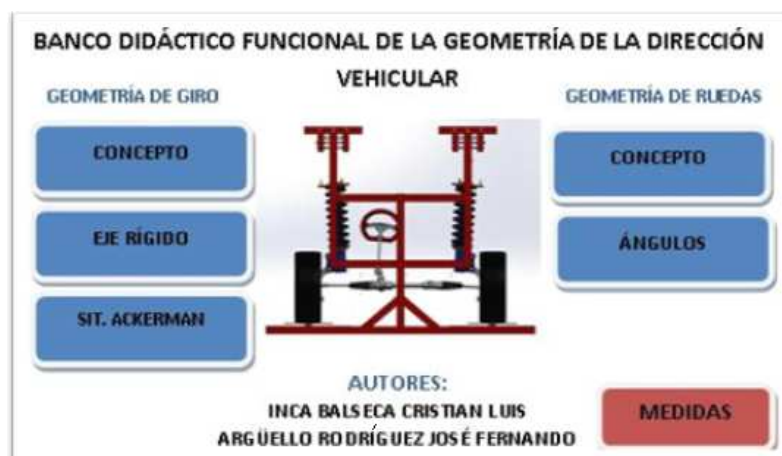 BANCO DIDÁCTICO FUNCIONAL DE LA GEOMETRÍA DE LA DIRECCIÓN
VEHICULAR
GEOMETRÍA DE GIRO
GEOMETRÍA DE RUEDAS
CONCEPTO
CONCEPTO
EJE RÍGIDO
ÁNGULOS
SIT. ACKERMAN
AUTORES:
INCA BALSECA CRISTIAN LUIS
ARGÜELLO RODRÍGUEZ JOSÉ FERNANDO
MEDIDAS